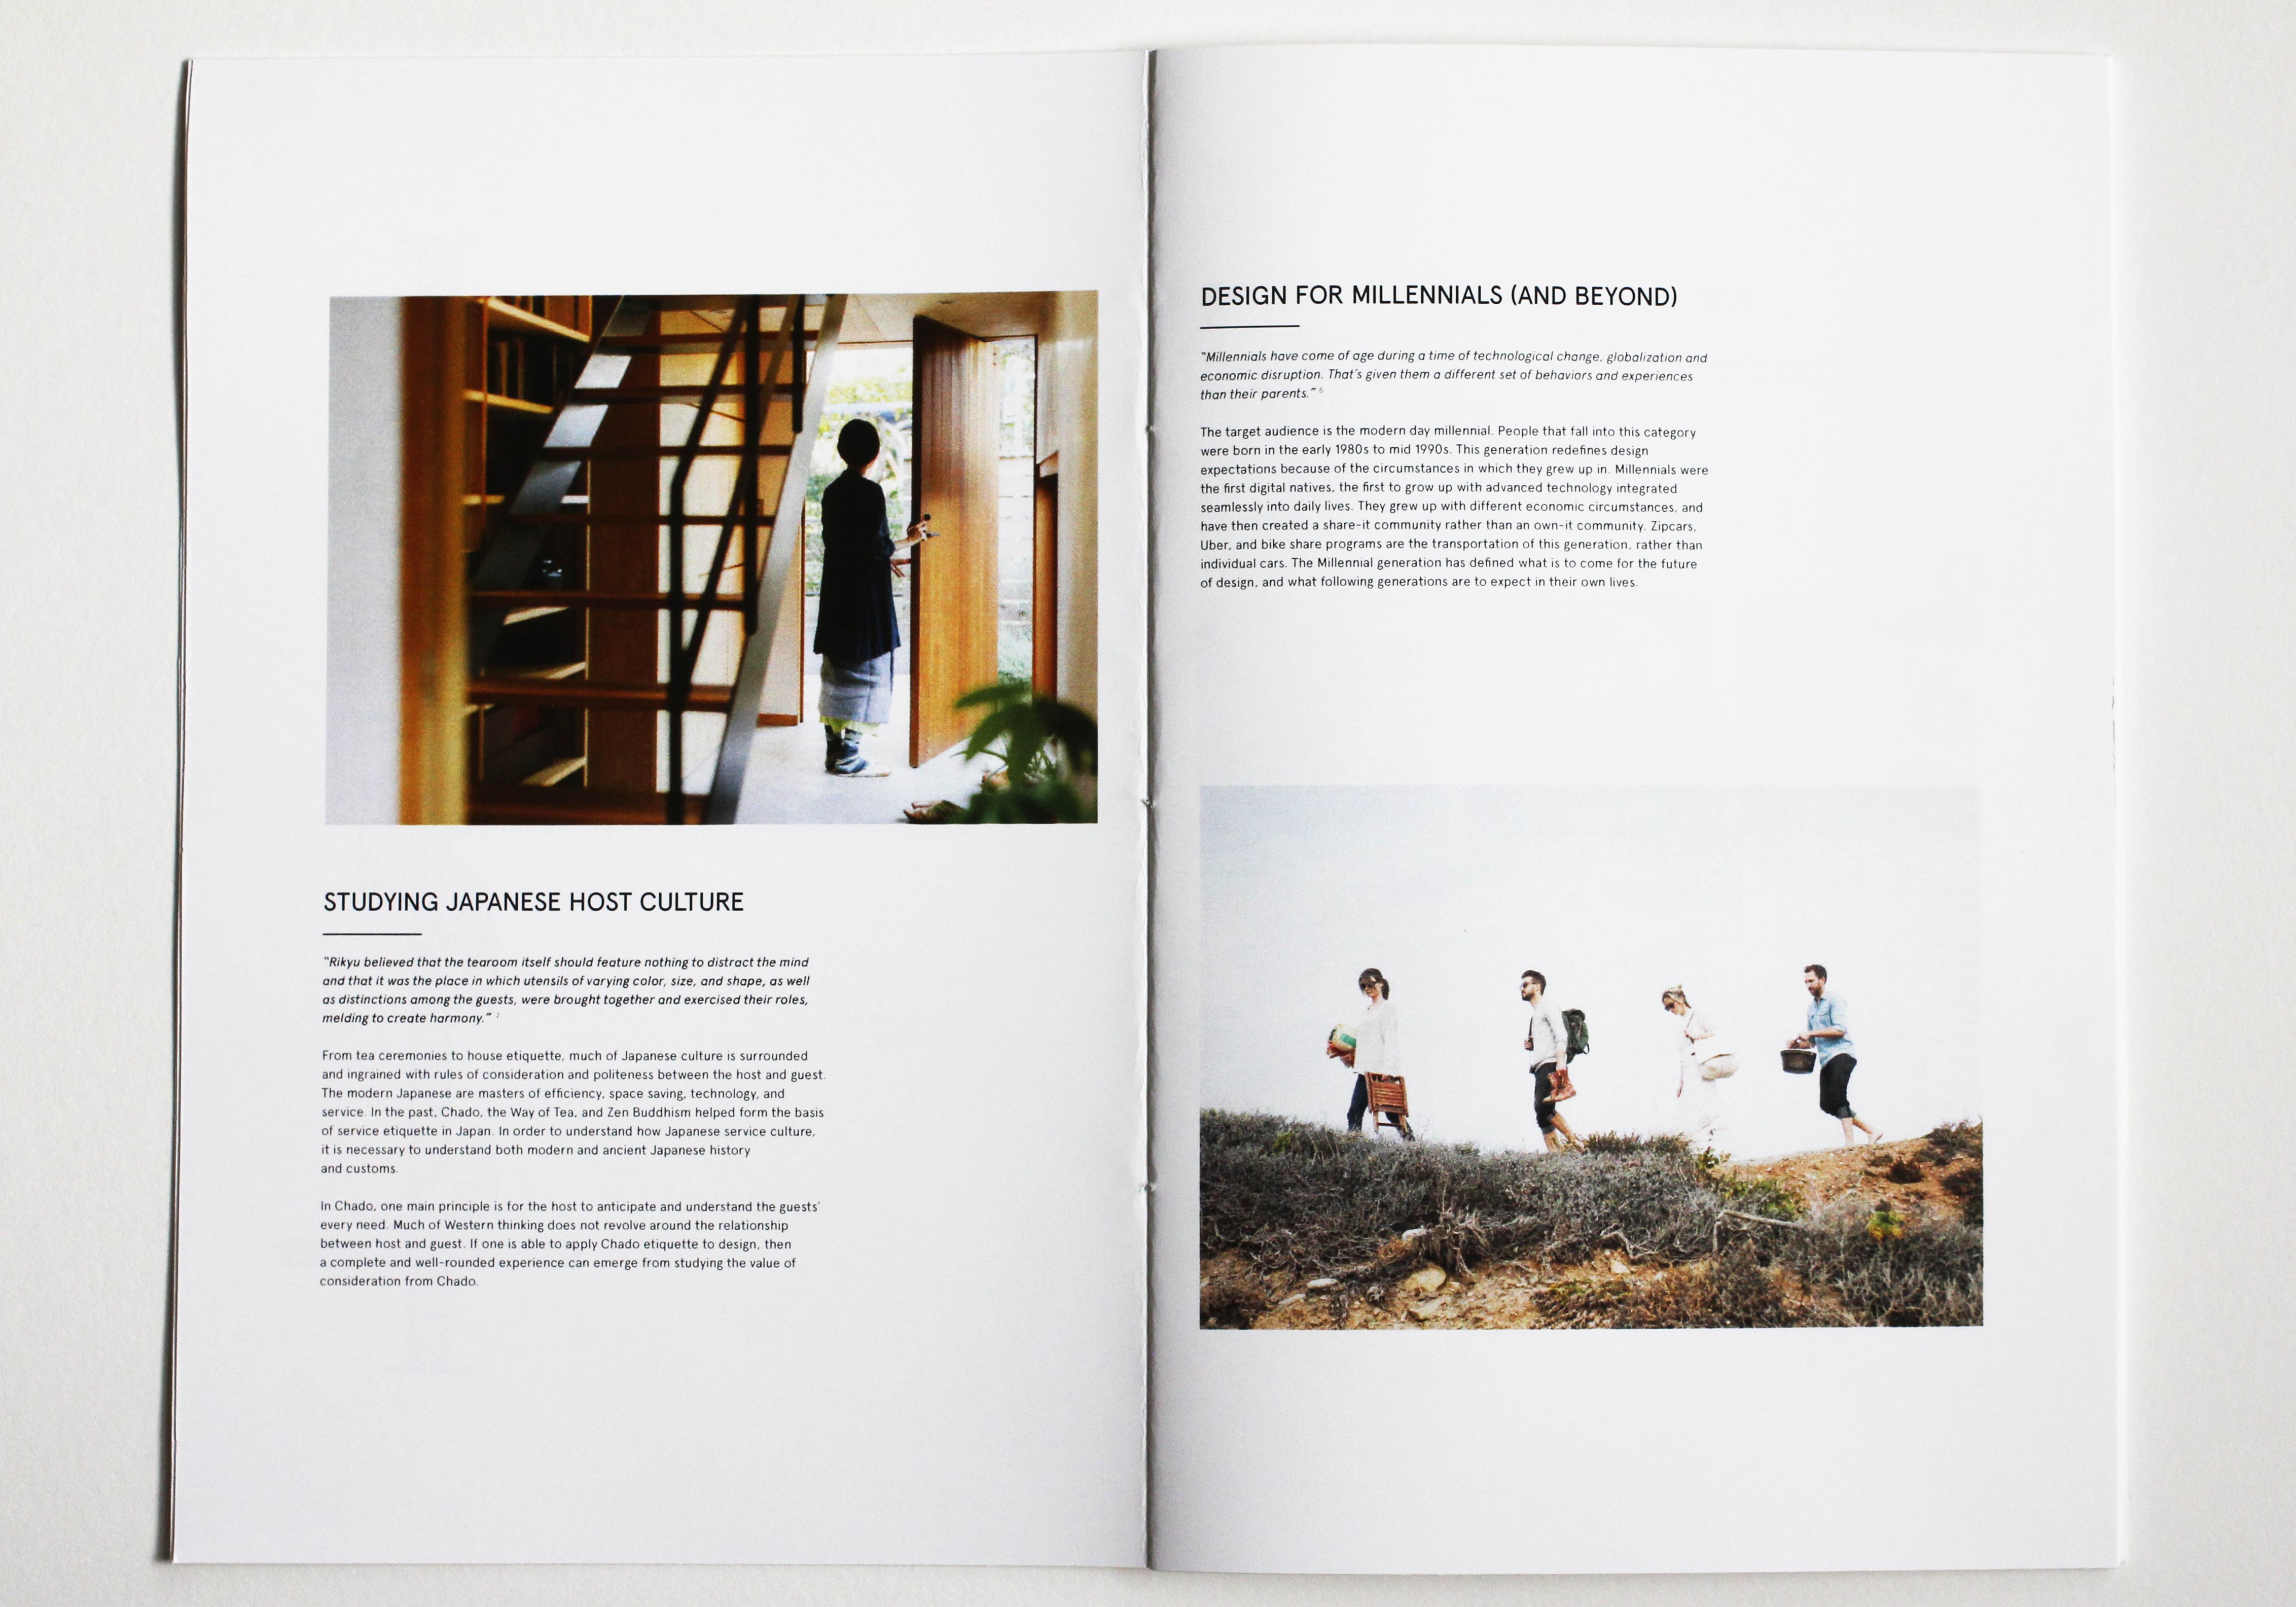 STUDYING JAPANESE HOST CULTURE
"Rikyu believed that the tearoom itself should feature nothing to distract the mind
and that it was the place in which utensils of varying color, size, and shape, as well
as distinctions among the guests, were brought together and exercised their roles,
melding to create harmony." 7
From tea ceremonies to house etiquette, much of Japanese culture is surrounded
and ingrained with rules of consideration and politeness between the host and guest.
The modern Japanese are masters of efficiency, space saving, technology, and
service. In the past, Chado, the Way of Tea, and Zen Buddhism helped form the basis
of service etiquette in Japan. In order to understand how Japanese service culture,
it is necessary to understand both modern and ancient Japanese history
and customs.
In Chado, one main principle is for the host to anticipate and understand the guests'
every need. Much of Western thinking does not revolve around the relationship
between host and guest. If one is able to apply Chado etiquette to design, then
a complete and well-rounded experience can emerge from studying the value of
consideration from Chado.
DESIGN FOR MILLENNIALS (AND BEYOND)
"Millennials have come of age during a time of technological change, globalization and
economic disruption. That's given them a different set of behaviors and experiences
than their parents."
The target audience is the modern day millennial. People that fall into this category
were born in the early 1980s to mid 1990s. This generation redefines design
expectations because of the circumstances in which they grew up in. Millennials were
the first digital natives, the first to grow up with advanced technology integrated
seamlessly into daily lives. They grew up with different economic circumstances, and
have then created a share-it community rather than an own-it community. Zipcars,
Uber, and bike share programs are the transportation of this generation, rather than
individual cars. The Millennial generation has defined what is to come for the future
of design, and what following generations are to expect in their own lives.